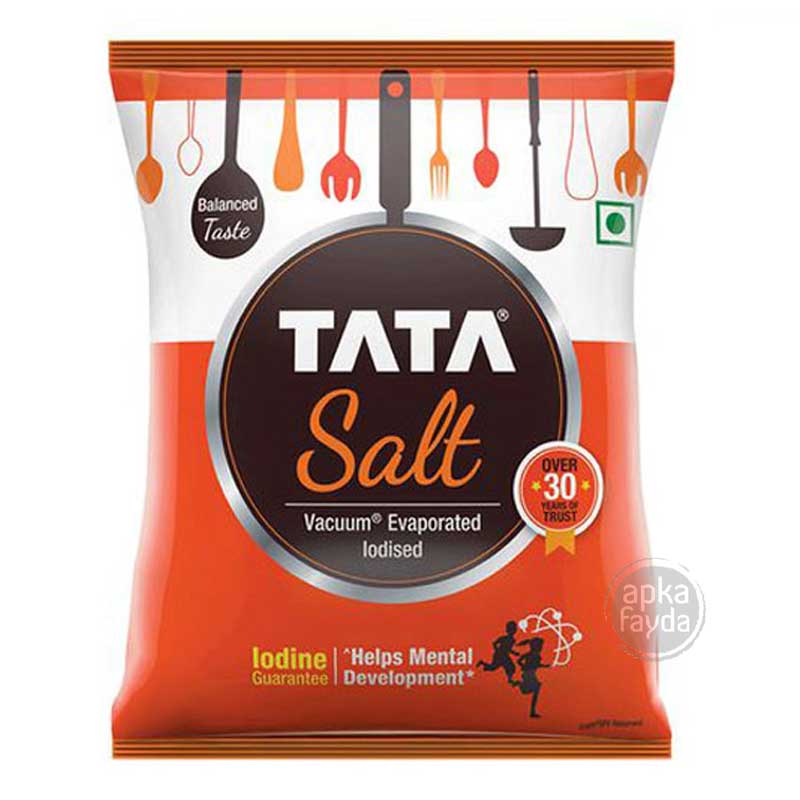 Balanced
Taste
TATA®
Salt
Vacuum® Evaporated
Iodised
OVER
30
YEARS OF
TRUST
apka
fayda
Iodine
Guarantee
^Helps Mental
Development*